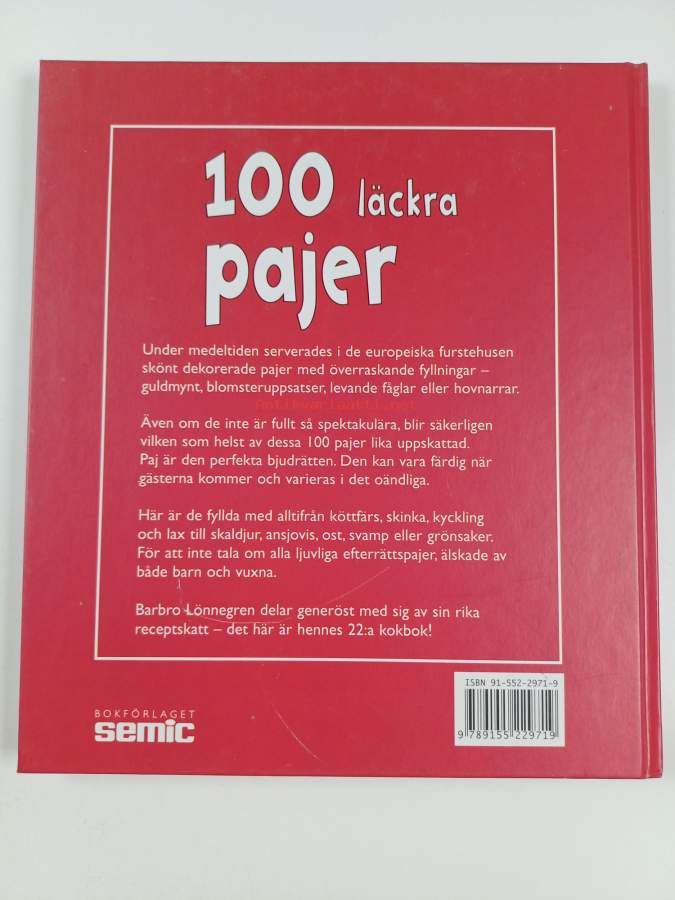 100 läckra
pajer
Under medeltiden serverades i de europeiska furstehusen
skönt dekorerade pajer med överraskande fyllningar –
guldmynt, blomsteruppsatser, levande fåglar eller hovnarrar.
Antikvariaatti.net
Även om de inte är fullt så spektakulära, blir säkerligen
vilken som helst av dessa 100 pajer lika uppskattad.
Paj är den perfekta bjudrätten. Den kan vara färdig när
gästerna kommer och varieras i det oändliga.
Här är de fyllda med alltifrån köttfärs, skinka, kyckling
och lax till skaldjur, ansjovis, ost, svamp eller grönsaker.
För att inte tala om alla ljuvliga efterrättspajer, älskade av
både barn och vuxna.
Barbro Lönnegren delar generöst med sig av sin rika
receptskatt – det här är hennes 22:a kokbok!
ISBN 91-552-2971-9
9 789155 229719
BOKFÖRLAGET
semic